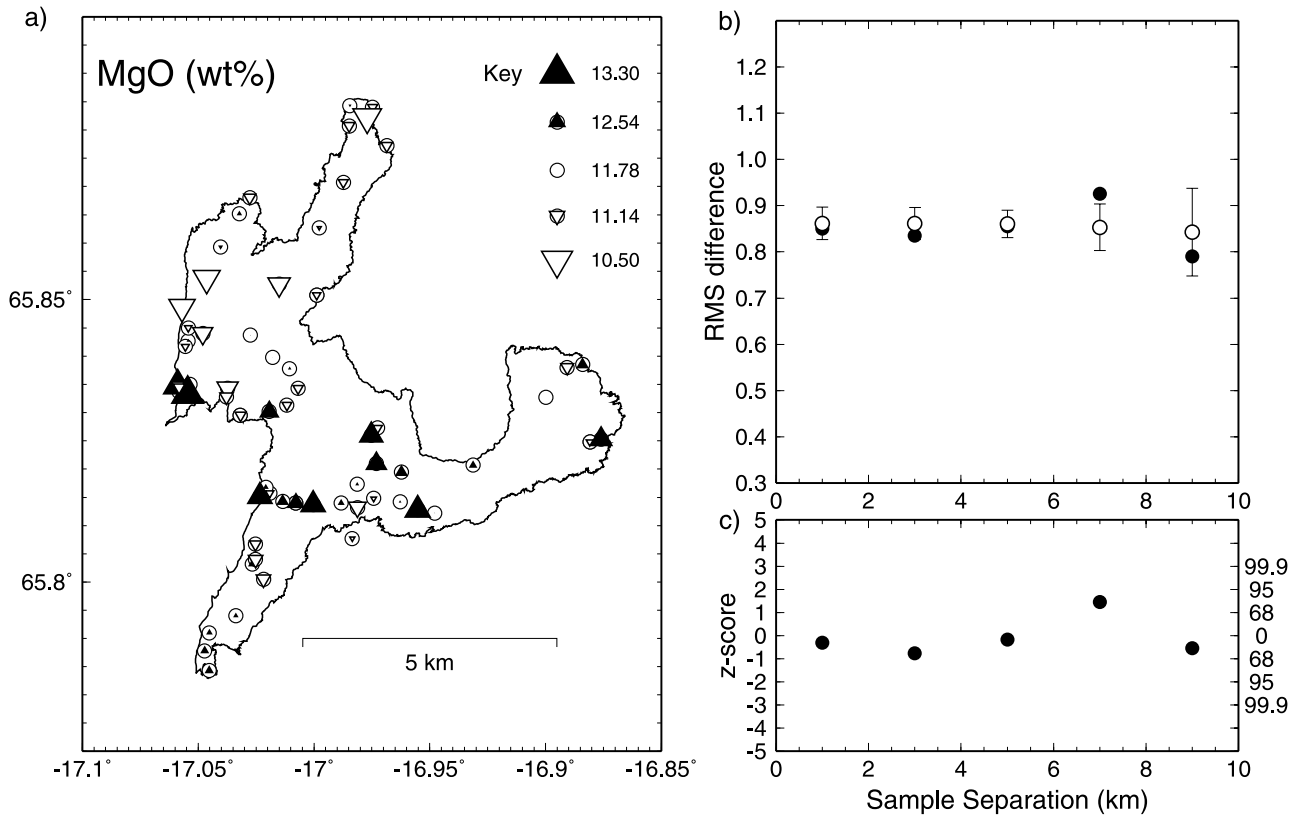 a)
MgO (wt%)
Key
13.30
12.54
11.78
11.14
10.50
65.85°
65.8°
5 km
-17.1 -17.05 -17 -16.95 -16.9 -16.85
b)
RMS difference
1.2
1.1
1.0
0.9
0.8
0.7
0.6
0.5
0.4
0.3
0 2 4 6 8 10
c)
z-score
5
4
3
2
1
0
-1
-2
-3
-4
-5
99.9
95
68
0
68
95
99.9
0 2 4 6 8 10
Sample Separation (km)